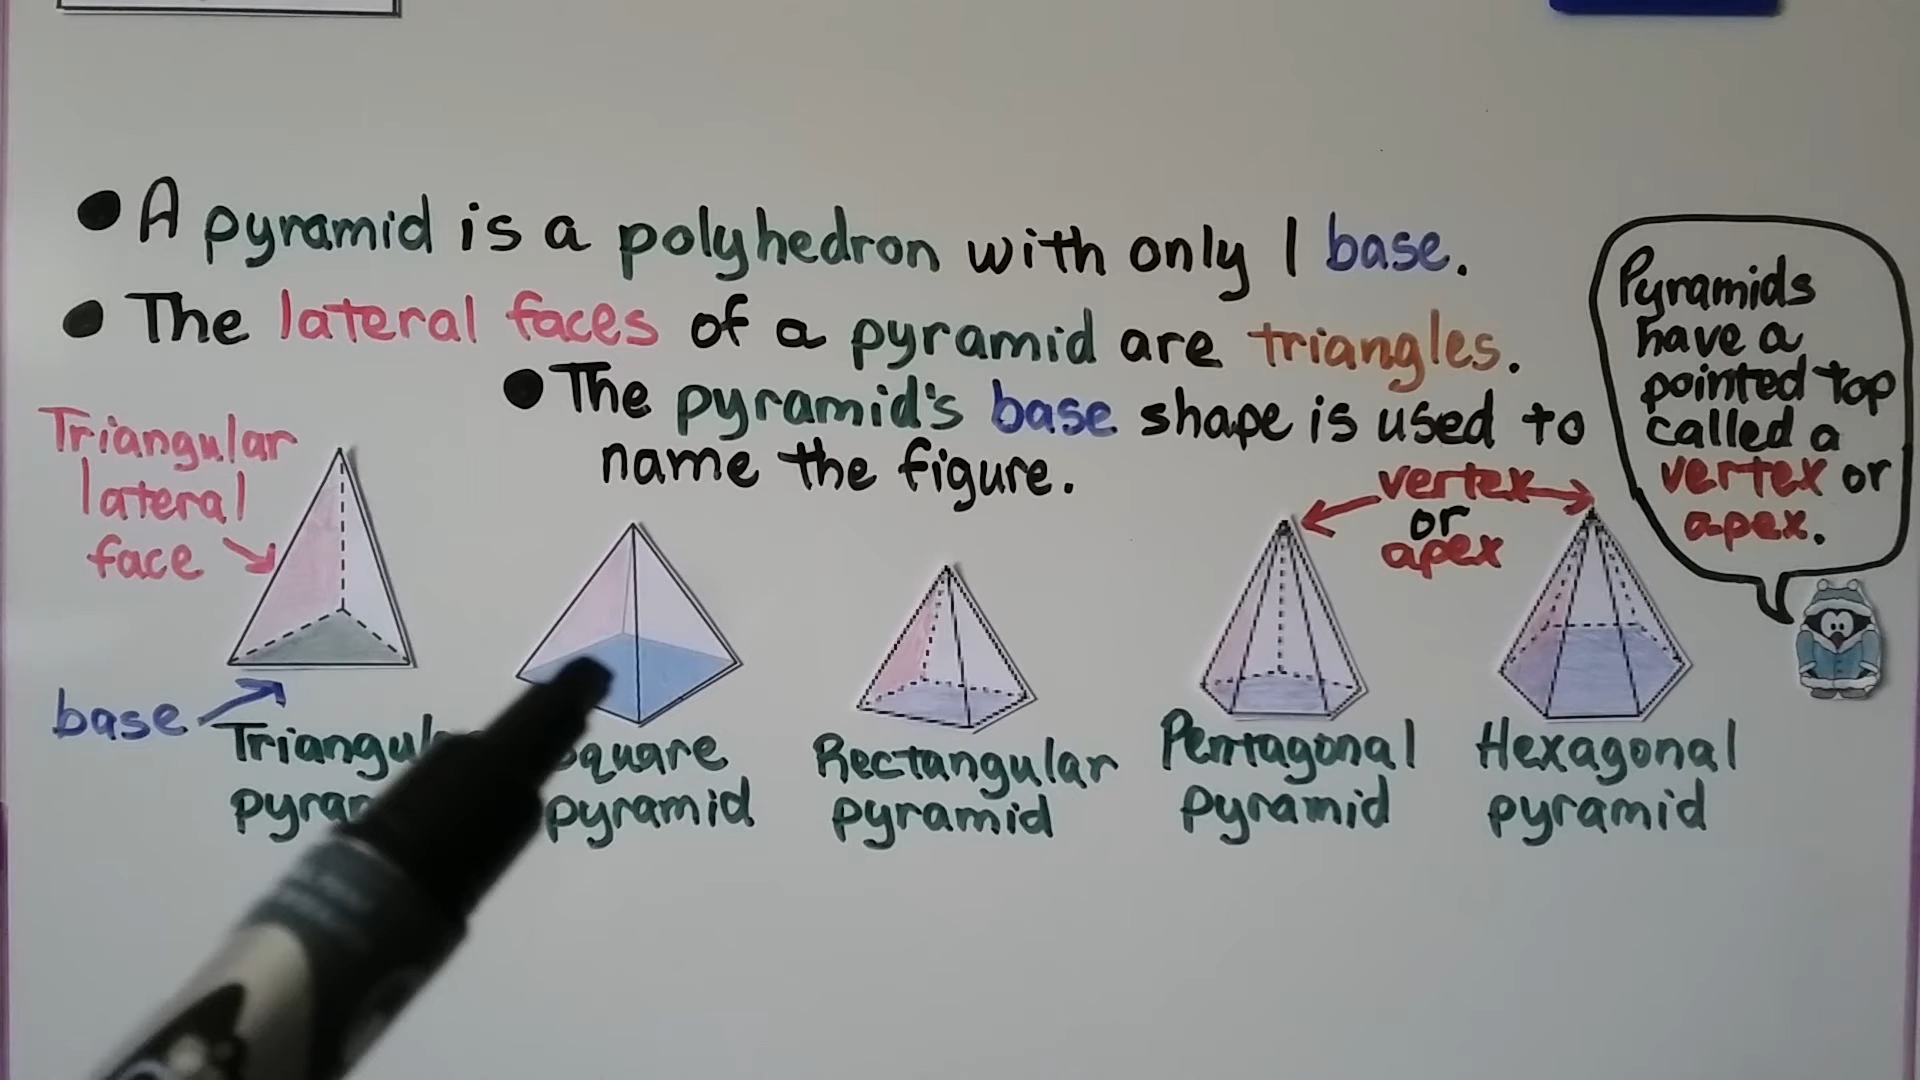 ● A pyramid is a polyhedron with only 1 base.
● The lateral faces of a pyramid are triangles.
● The pyramid's base shape is used to
name the figure.
Pyramids
have a
pointed top
called a
vertex or
apex.
Triangular
lateral
face
vertex
or
apex
base
Square
pyramid
Rectangular
pyramid
Pentagonal
pyramid
Hexagonal
pyramid